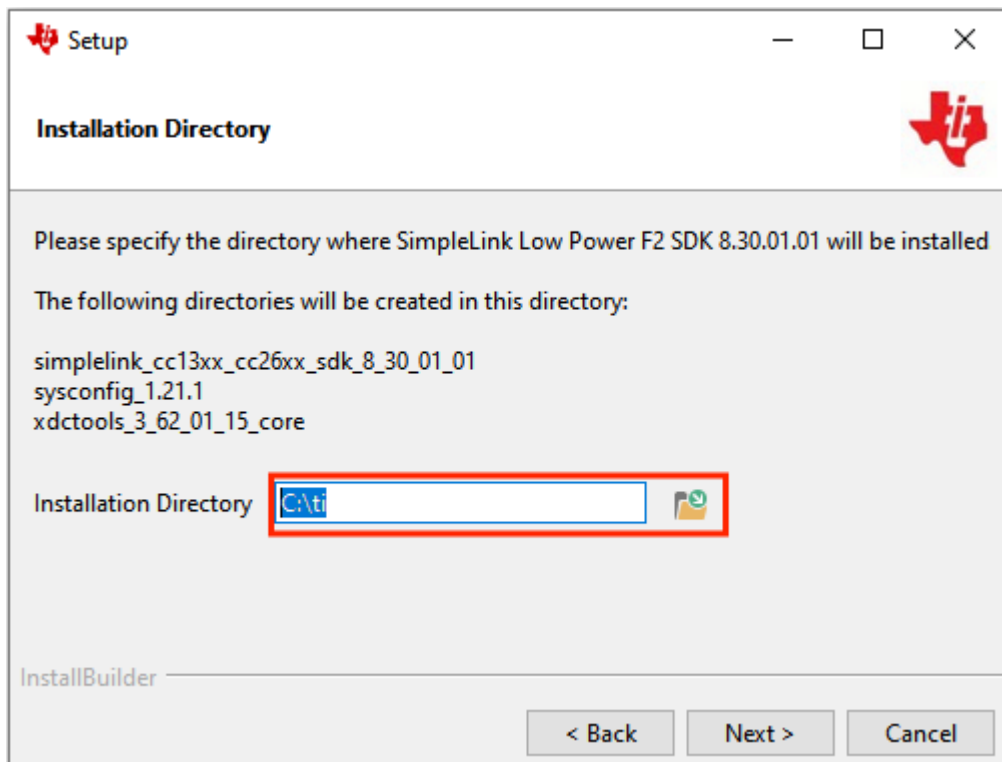 Setup
Installation Directory
Please specify the directory where SimpleLink Low Power F2 SDK 8.30.01.01 will be installed
The following directories will be created in this directory:
simplelink_cc13xx_cc26xx_sdk_8_30_01_01
sysconfig_1.21.1
xdctools_3_62_01_15_core
Installation Directory C:\ti
InstallBuilder
< Back Next > Cancel